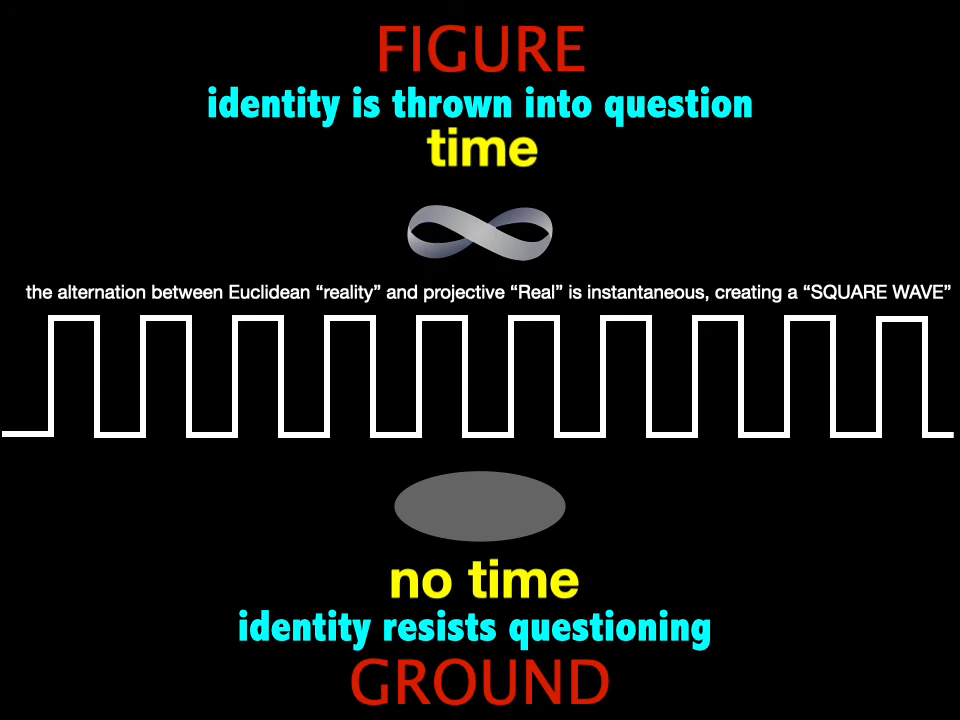 FIGURE
identity is thrown into question
time
the alternation between Euclidean “reality” and projective “Real” is instantaneous, creating a “SQUARE WAVE”
no time
identity resists questioning
GROUND